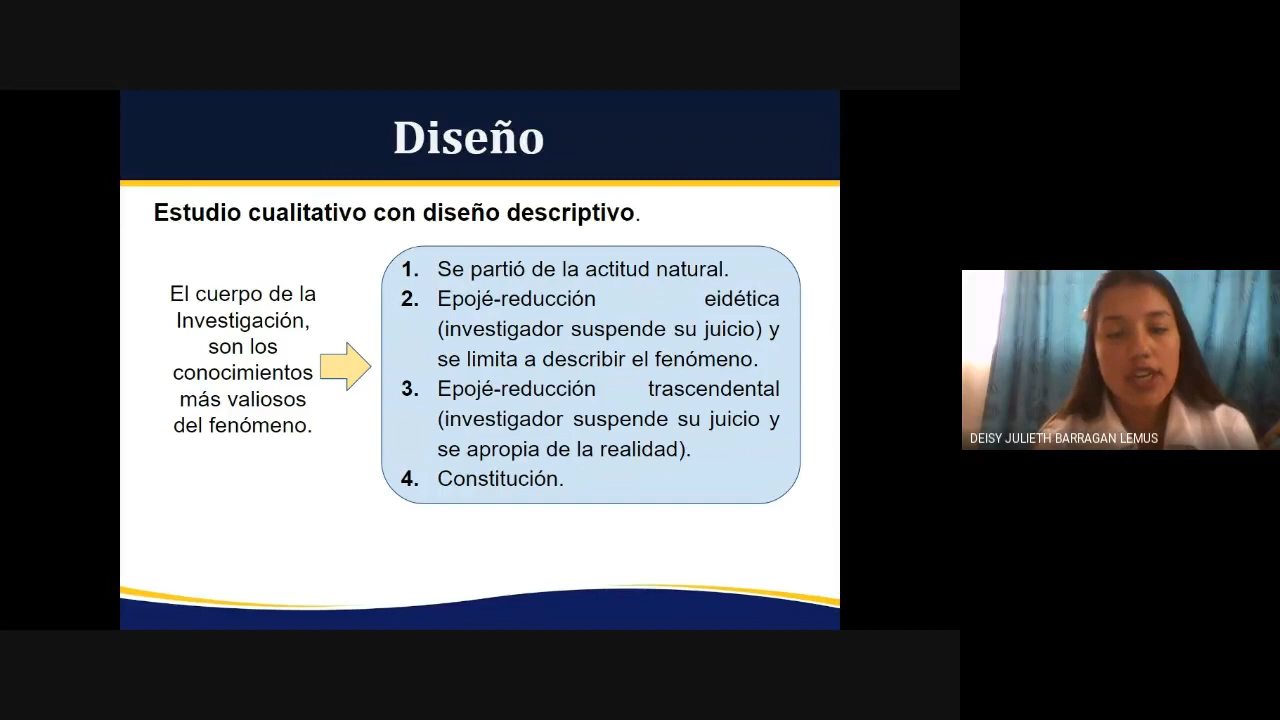 Diseño
Estudio cualitativo con diseño descriptivo.
El cuerpo de la
Investigación,
son los
conocimientos
más valiosos
del fenómeno.
1. Se partió de la actitud natural.
2. Epojé-reducción eidética
(investigador suspende su juicio) y
se limita a describir el fenómeno.
3. Epojé-reducción trascendental
(investigador suspende su juicio y
se apropia de la realidad).
4. Constitución.
DEISY JULIETH BARRAGAN LEMUS